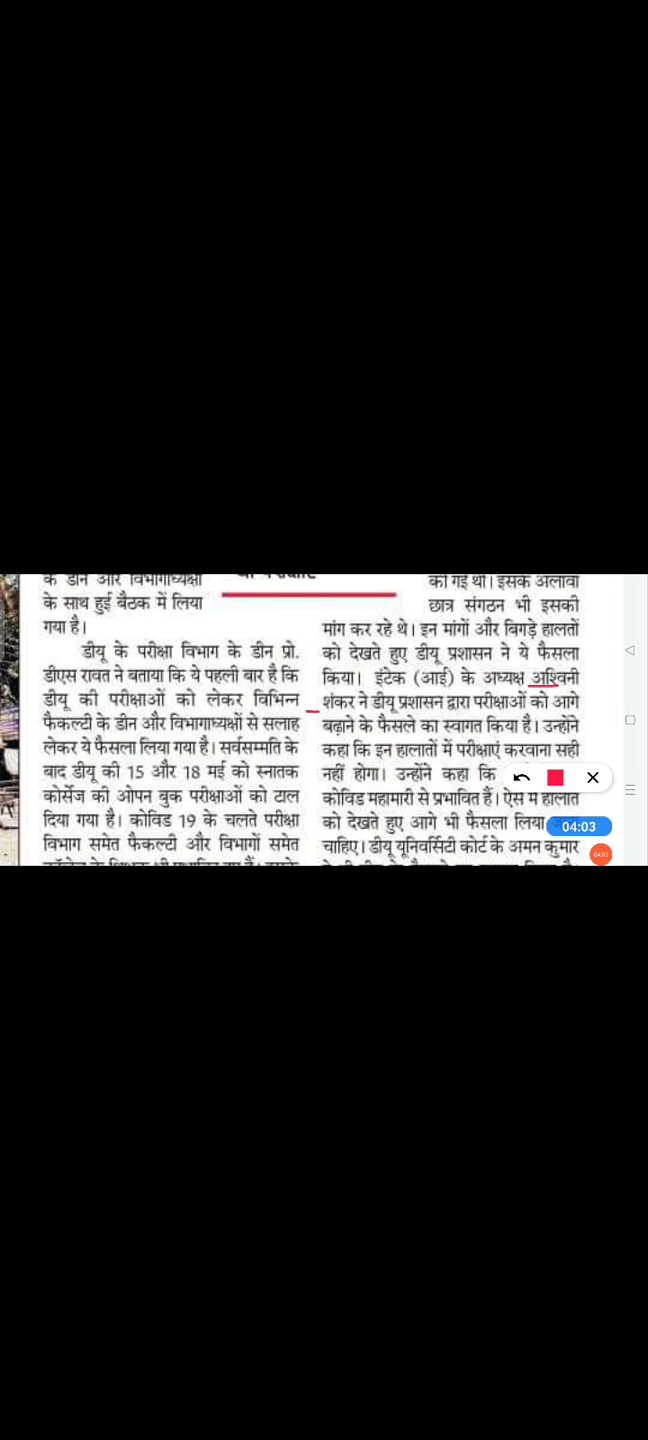 के डीन और विभागाध्यक्षों
के साथ हुई बैठक में लिया
गया है।
डीयू के परीक्षा विभाग के डीन प्रो.
डीएस रावत ने बताया कि ये पहली बार है कि
डीयू की परीक्षाओं को लेकर विभिन्न
फैकल्टी के डीन और विभागाध्यक्षों से सलाह
लेकर ये फैसला लिया गया है। सर्वसम्मति के
बाद डीयू की 15 और 18 मई को स्नातक
कोर्सेज की ओपन बुक परीक्षाओं को टाल
दिया गया है। कोविड 19 के चलते परीक्षा
विभाग समेत फैकल्टी और विभागों समेत
की गई थी। इसके अलावा
छात्र संगठन भी इसकी
मांग कर रहे थे। इन मांगों और बिगड़े हालतों
को देखते हुए डीयू प्रशासन ने ये फैसला
किया। इंटेक (आई) के अध्यक्ष अश्विनी
शंकर ने डीयू प्रशासन द्वारा परीक्षाओं को आगे
बढ़ाने के फैसले का स्वागत किया है। उन्होंने
कहा कि इन हालातों में परीक्षाएं करवाना सही
नहीं होगा। उन्होंने कहा कि
कोविड महामारी से प्रभावित हैं। ऐसे में हालात
को देखते हुए आगे भी फैसला लिया
चाहिए। डीयू यूनिवर्सिटी कोर्ट के अमन कुमार
04:03
04:03